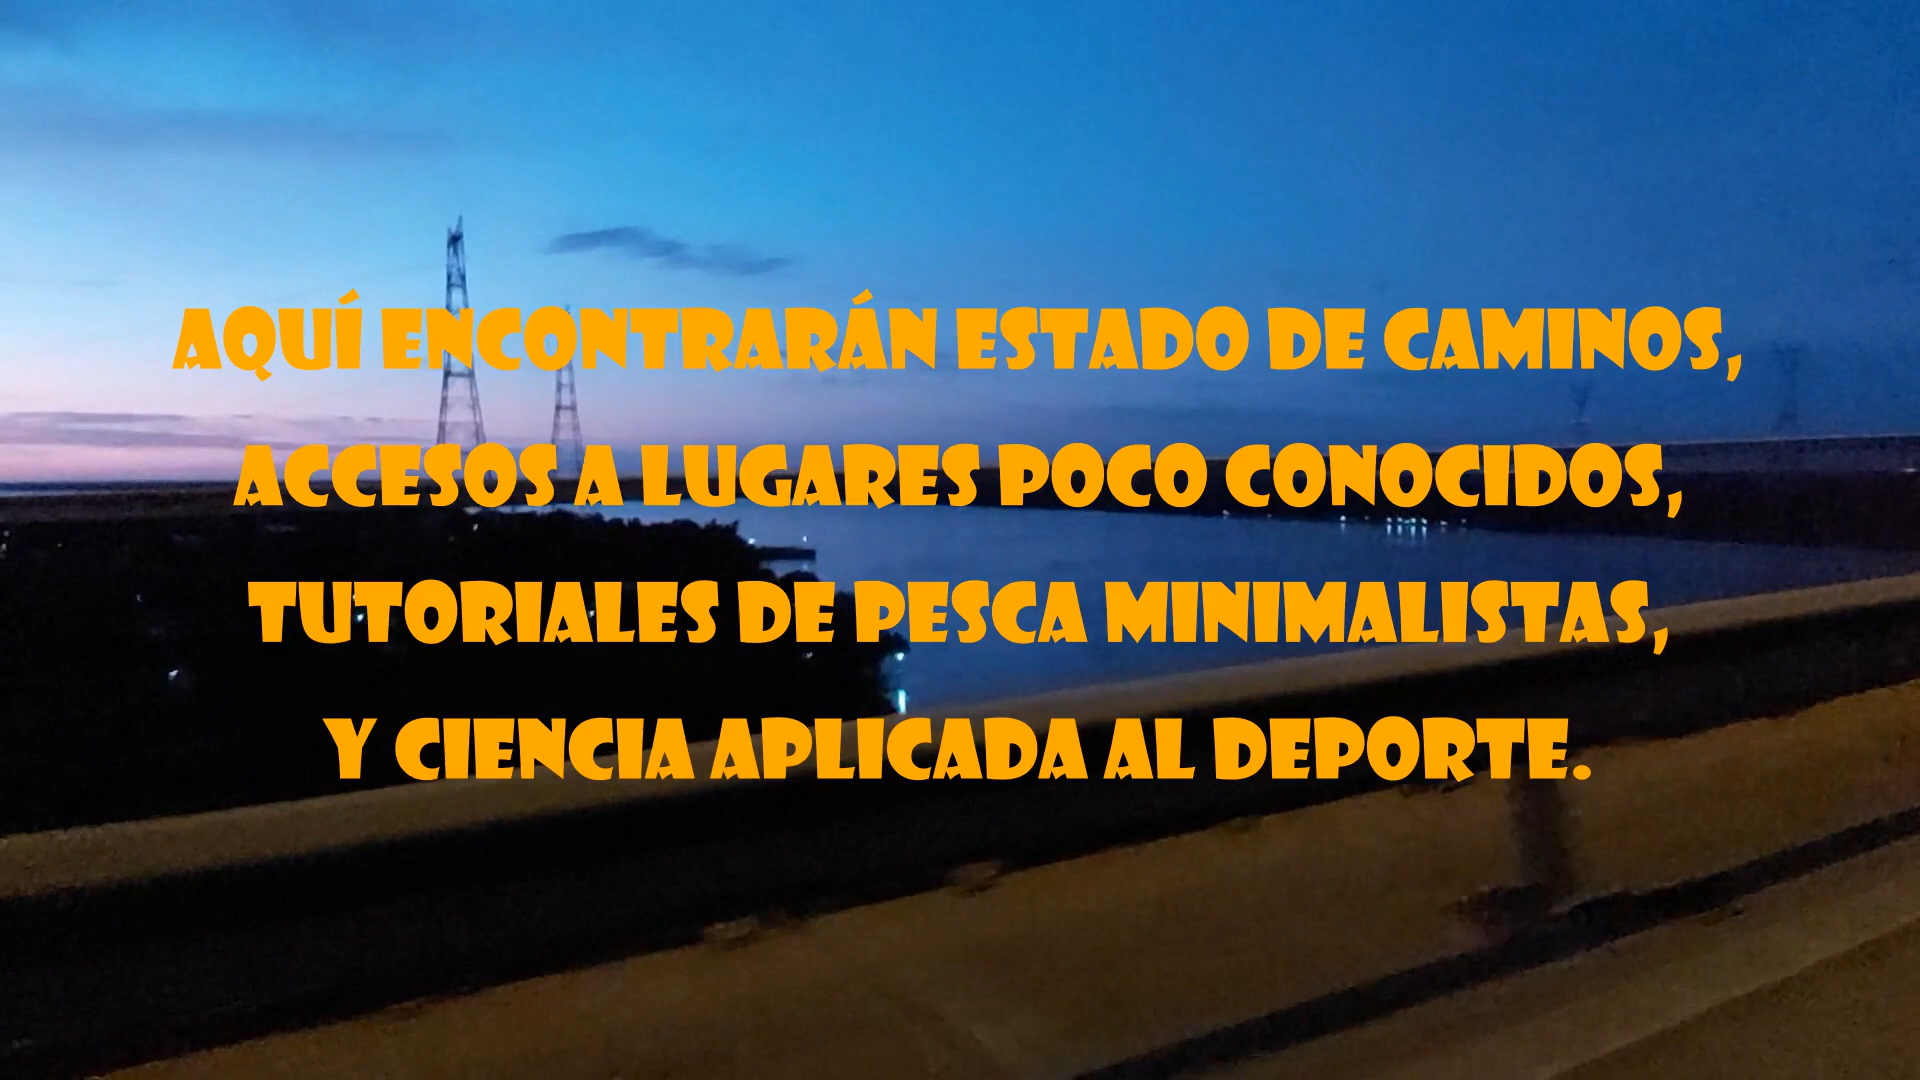 AQUÍ ENCONTRARÁN ESTADO DE CAMINOS,
ACCESOS A LUGARES POCO CONOCIDOS,
TUTORIALES DE PESCA MINIMALISTAS,
Y CIENCIA APLICADA AL DEPORTE.